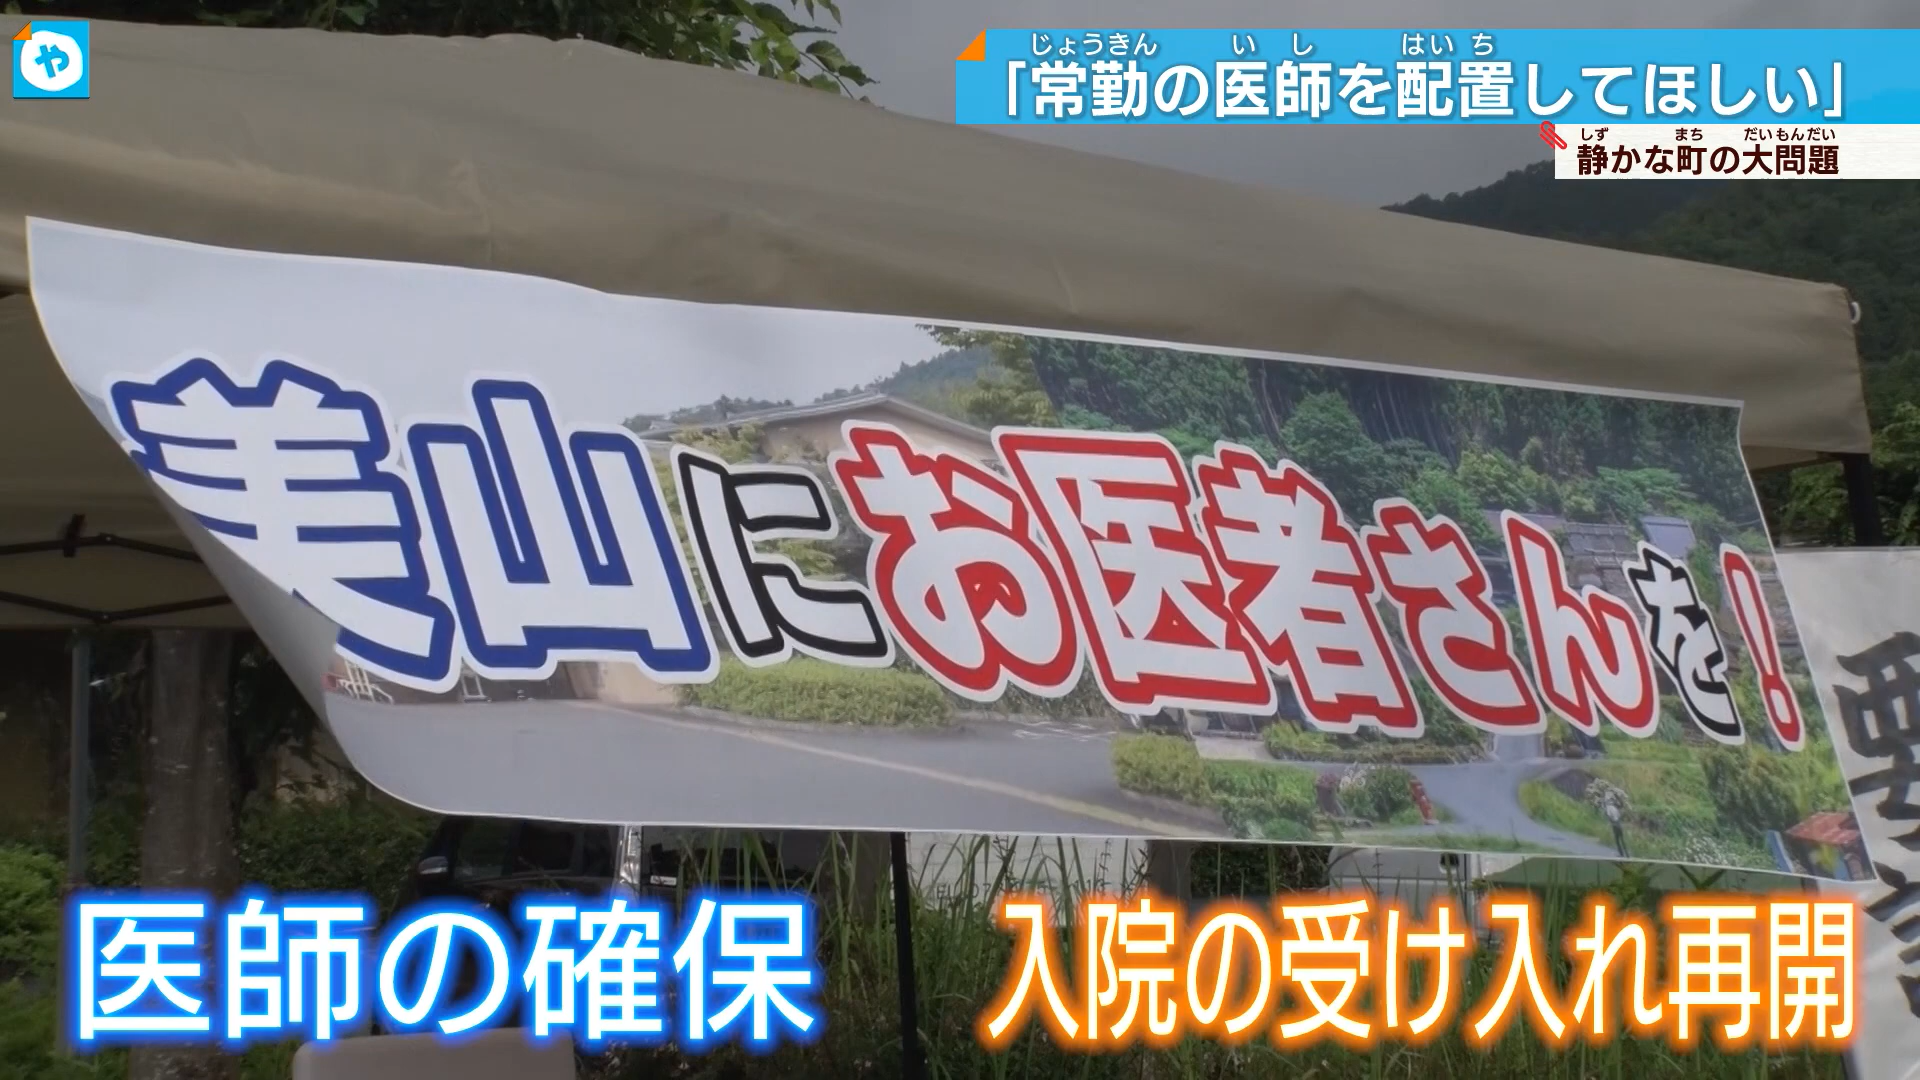 や
じょうきん いし はいち
「常勤の医師を配置してほしい」
しず まち だいもんだい
静かな町の大問題
美山にお医者さんを!
医師の確保
入院の受け入れ再開